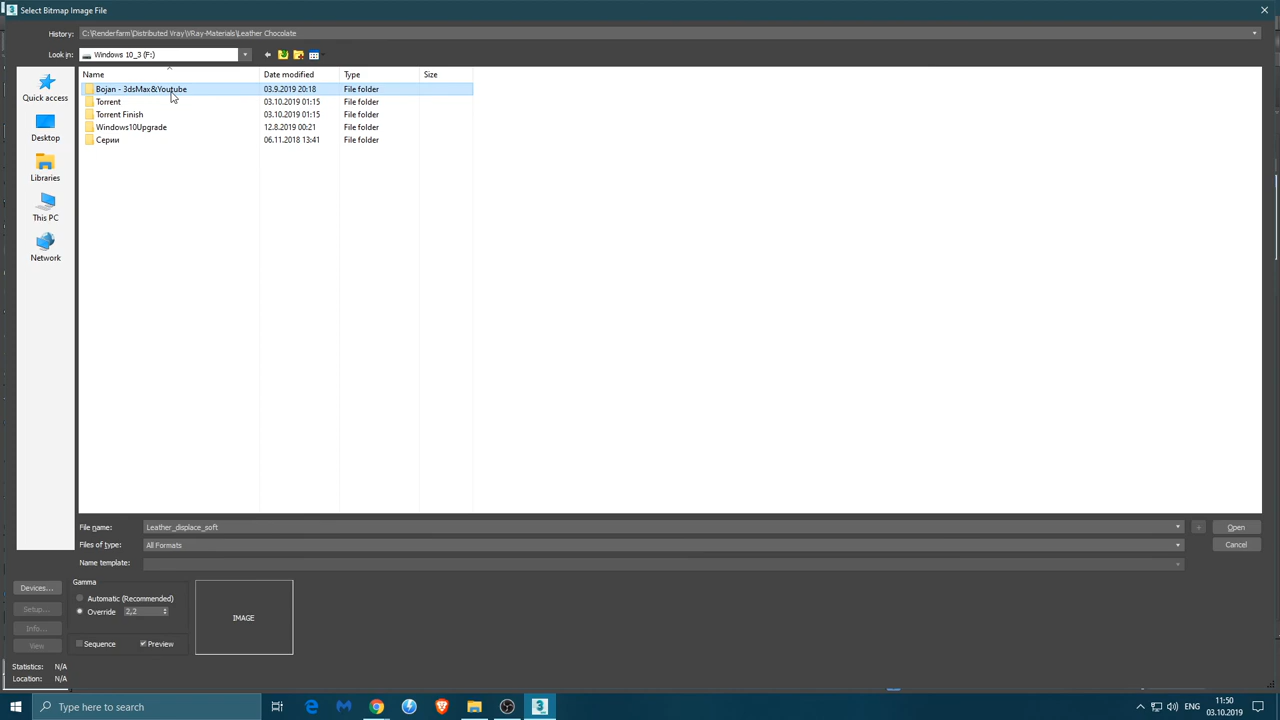 Select Bitmap Image File
History: C:\Renderfarm\Distributed Vray\VRay-Materials\Leather Chocolate
Look in: Windows 10_3 (F:)
Name Date modified Type Size
Bojan - 3dsMax&Youtube 03.9.2019 20:18 File folder
Torrent 03.10.2019 01:15 File folder
Torrent Finish 03.10.2019 01:15 File folder
Windows10Upgrade 12.8.2019 00:21 File folder
Серии 06.11.2018 13:41 File folder
Quick access
Desktop
Libraries
This PC
Network
File name: Leather_displace_soft Open
Files of type: All Formats Cancel
Name template:
Devices...
Setup...
Info...
View
Gamma
Automatic (Recommended)
Override 2,2
Sequence Preview
IMAGE
Statistics: N/A
Location: N/A
Type here to search
ENG
11:50
03.10.2019